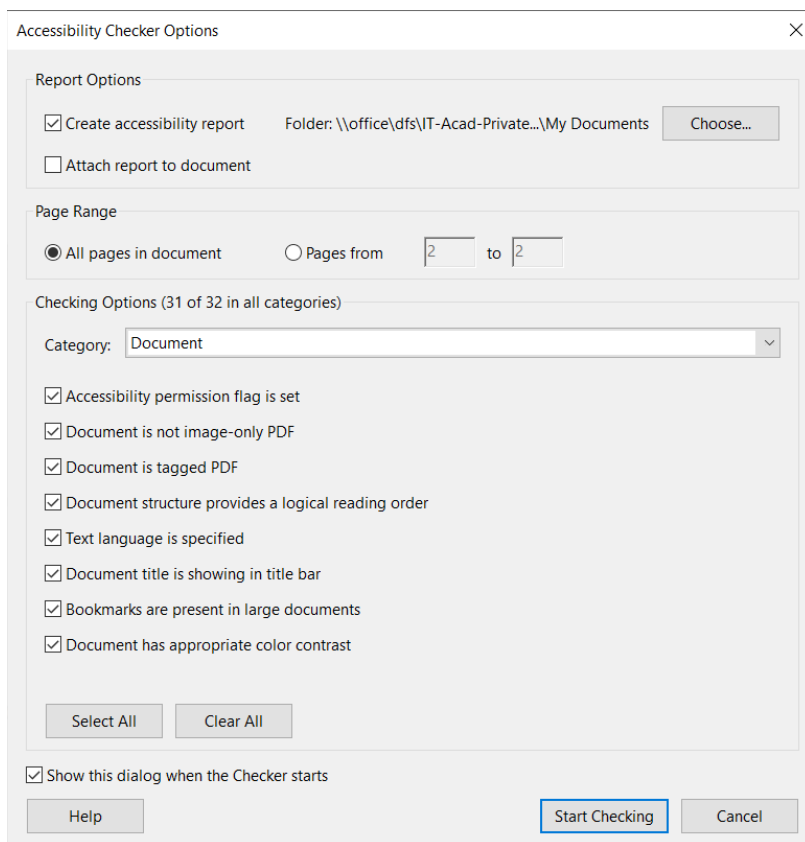 Accessibility Checker Options
Report Options
Create accessibility report Folder: \\office\dfs\IT-Acad-Private...\My Documents Choose...
Attach report to document
Page Range
All pages in document Pages from 2 to 2
Checking Options (31 of 32 in all categories)
Category: Document
Accessibility permission flag is set
Document is not image-only PDF
Document is tagged PDF
Document structure provides a logical reading order
Text language is specified
Document title is showing in title bar
Bookmarks are present in large documents
Document has appropriate color contrast
Select All Clear All
Show this dialog when the Checker starts
Help Start Checking Cancel